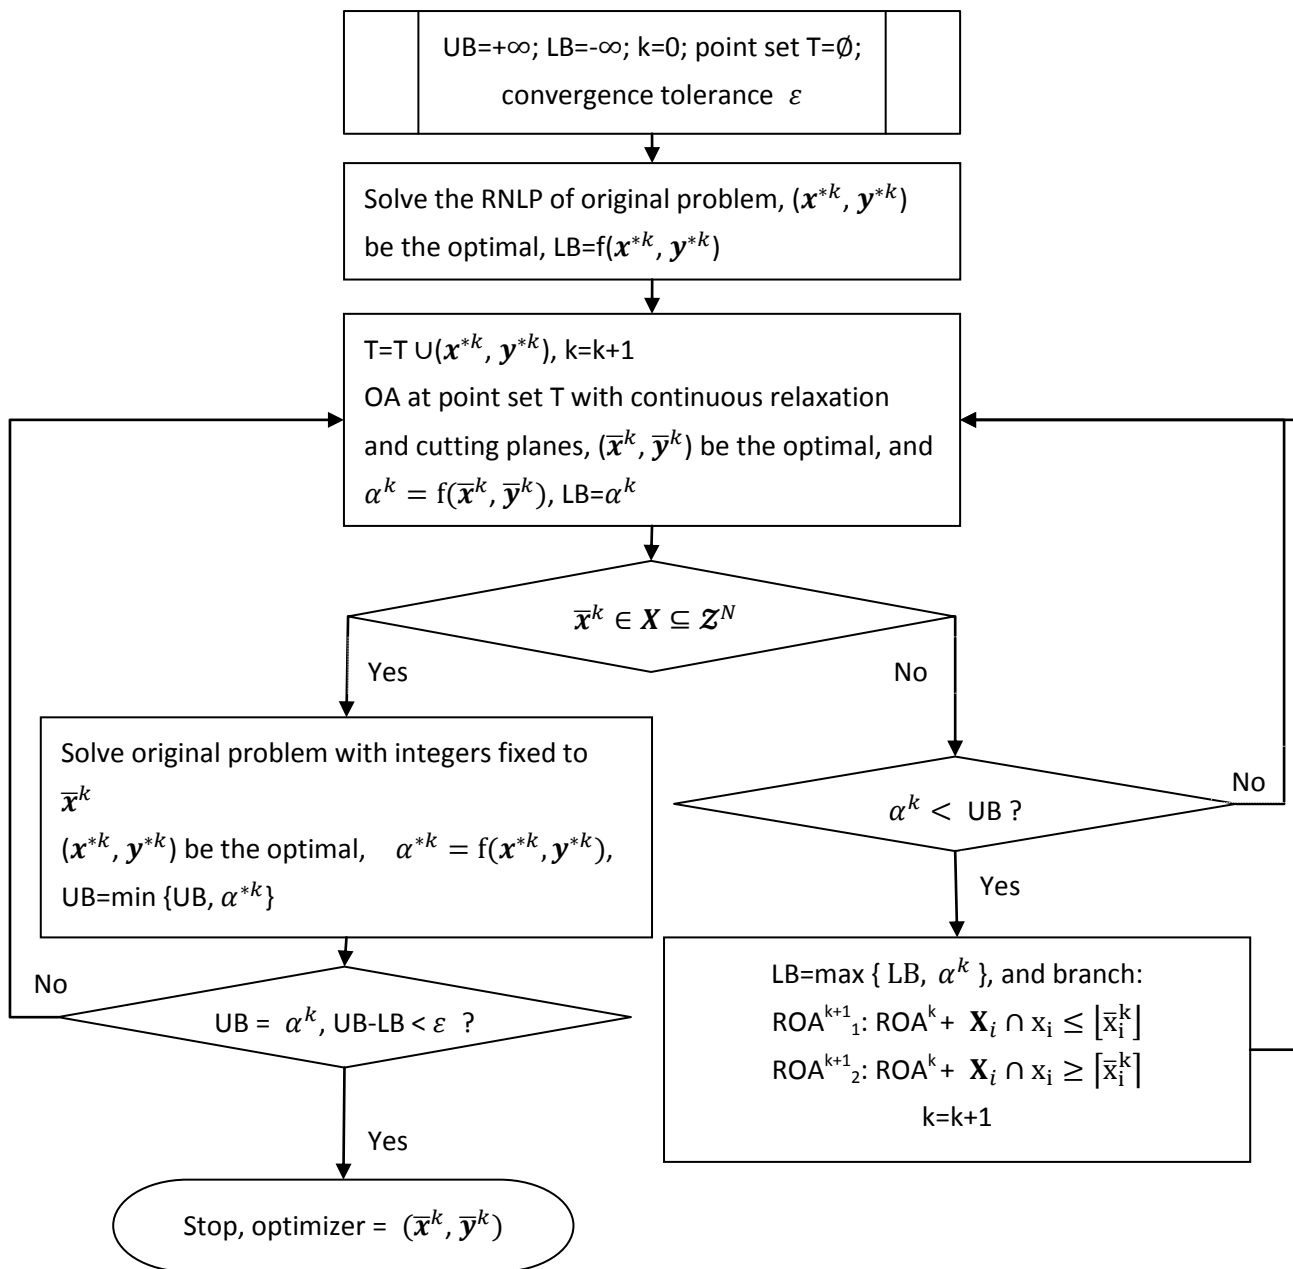 UB=+∞; LB=-∞; k=0; point set T=∅;
convergence tolerance ε
Solve the RNLP of original problem, (x*ᵏ, y*ᵏ)
be the optimal, LB=f(x*ᵏ, y*ᵏ)
T=T ∪(x*ᵏ, y*ᵏ), k=k+1
OA at point set T with continuous relaxation
and cutting planes, (x̅ᵏ, y̅ᵏ) be the optimal, and
αᵏ = f(x̅ᵏ, y̅ᵏ), LB=αᵏ
x̅ᵏ ∈ X ⊆ 𝓩ᴺ
Yes
No
Solve original problem with integers fixed to
x̅ᵏ
(x*ᵏ, y*ᵏ) be the optimal, α*ᵏ = f(x*ᵏ, y*ᵏ),
UB=min {UB, α*ᵏ}
αᵏ < UB ?
No
Yes
LB=max { LB, αᵏ }, and branch:
ROAᵏ⁺¹₁: ROAᵏ + Xᵢ ∩ xᵢ ≤ ⌊x̅ᵢᵏ⌋
ROAᵏ⁺¹₂: ROAᵏ + Xᵢ ∩ xᵢ ≥ ⌈x̅ᵢᵏ⌉
k=k+1
No
UB = αᵏ, UB-LB < ε ?
Yes
Stop, optimizer = (x̅ᵏ, y̅ᵏ)